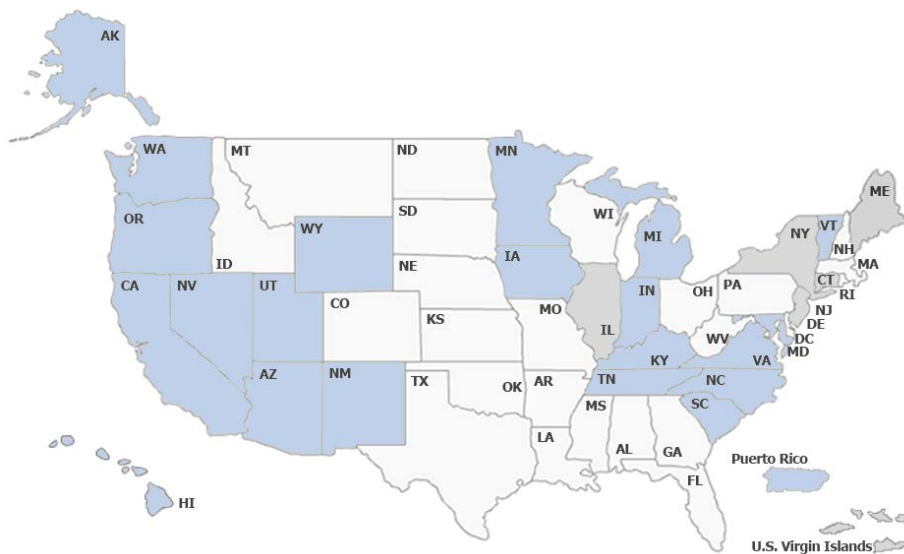 AK
WA
MT
ND
MN
ME
OR
SD
WI
NY
VT
WY
MI
NH
ID
NE
IA
MA
CA
NV
UT
IN
OH
PA
CT
RI
CO
MO
IL
NJ
KS
WV
DE
DC
MD
KY
VA
AZ
NM
TX
OK
AR
TN
NC
MS
SC
LA
AL
GA
Puerto Rico
FL
HI
U.S. Virgin Islands